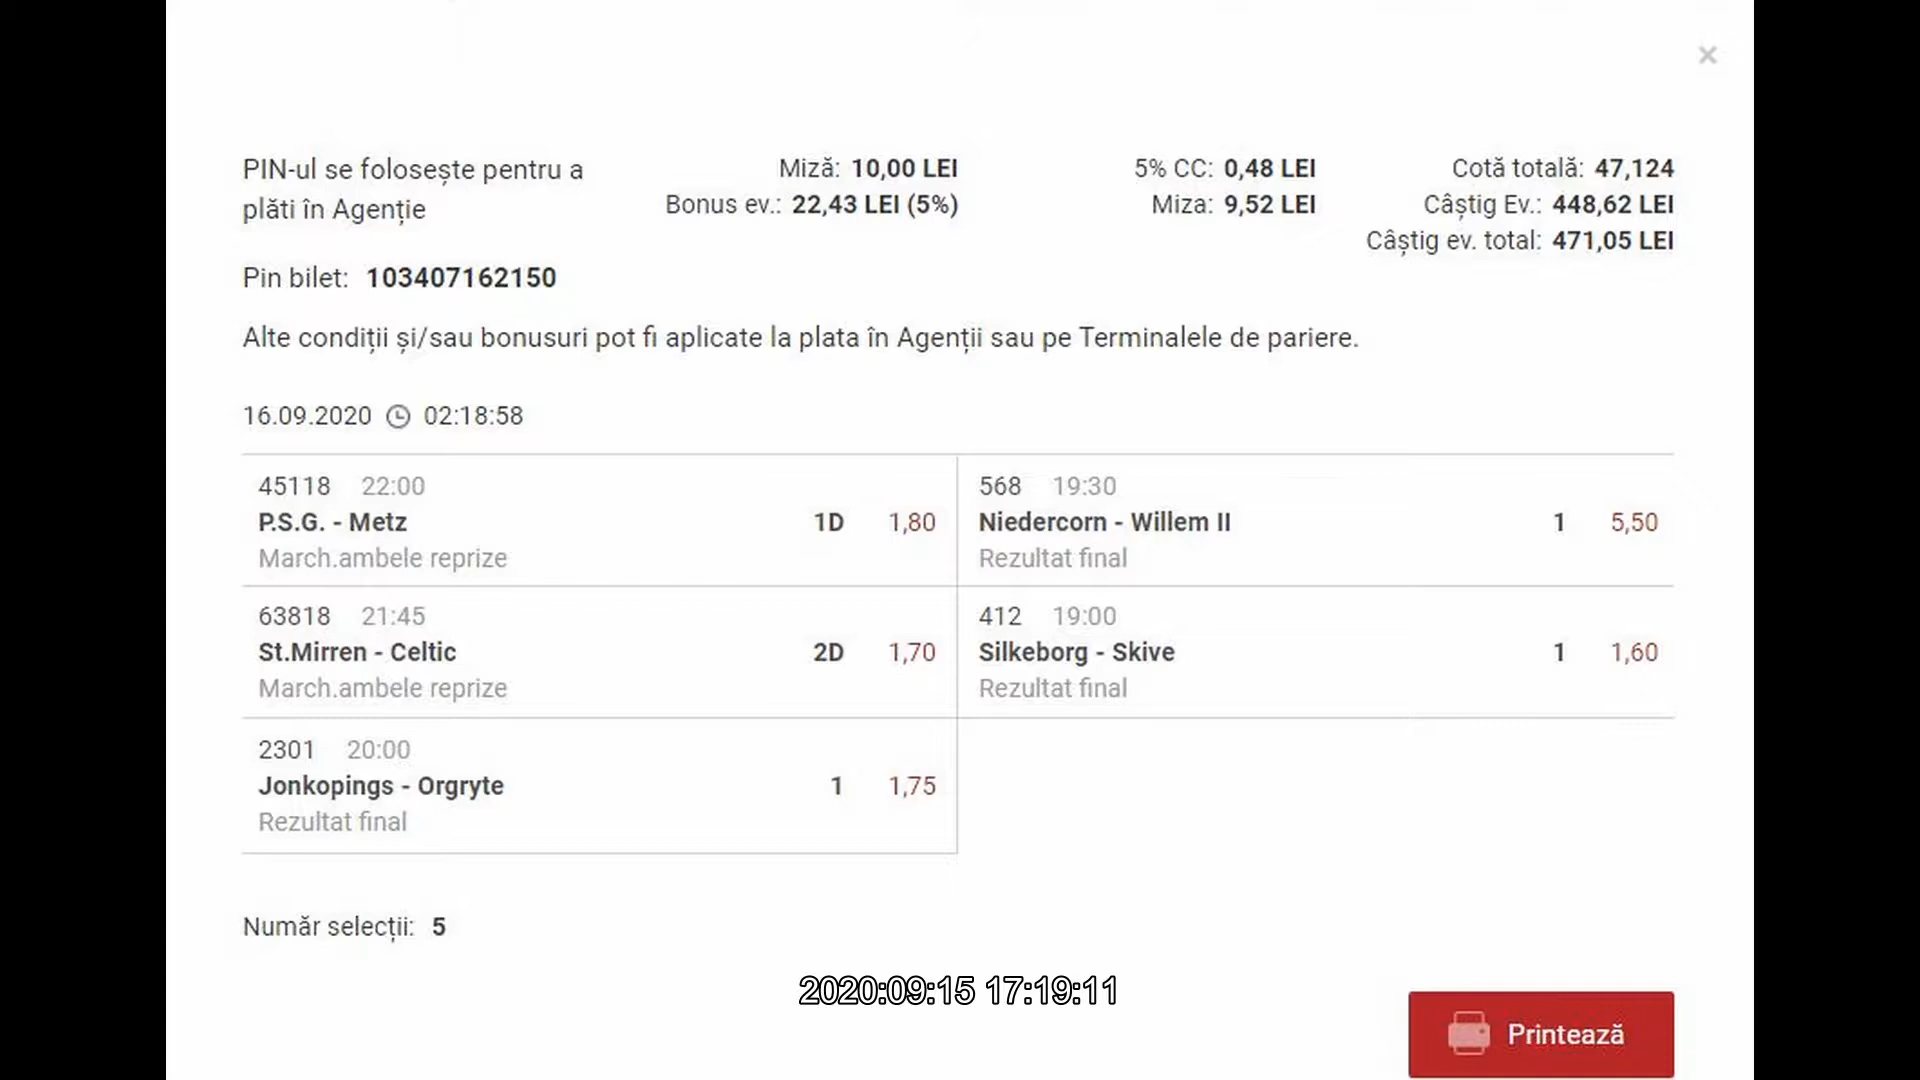 PIN-ul se folosește pentru a
plăti în Agenție
Pin bilet: 103407162150
Miză: 10,00 LEI
Bonus ev.: 22,43 LEI (5%)
5% CC: 0,48 LEI
Miza: 9,52 LEI
Cotă totală: 47,124
Câștig Ev.: 448,62 LEI
Câștig ev. total: 471,05 LEI
Alte condiții și/sau bonusuri pot fi aplicate la plata în Agenții sau pe Terminalele de pariere.
16.09.2020 02:18:58
45118 22:00
P.S.G. - Metz 1D 1,80
March.ambele reprize
568 19:30
Niedercorn - Willem II 1 5,50
Rezultat final
63818 21:45
St.Mirren - Celtic 2D 1,70
March.ambele reprize
412 19:00
Silkeborg - Skive 1 1,60
Rezultat final
2301 20:00
Jonkopings - Orgryte 1 1,75
Rezultat final
Număr selecții: 5
2020:09:15 17:19:11
Printează